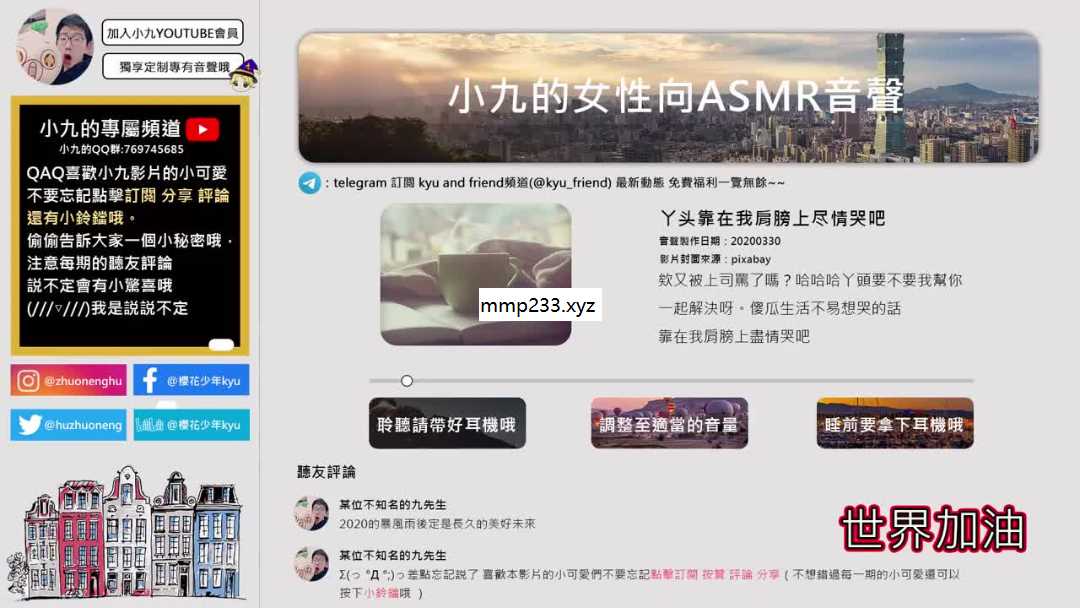 加入小九YOUTUBE會員
獨享定制專有音聲哦
小九的專屬頻道
小九的QQ群:769745685
QAQ喜歡小九影片的小可愛
不要忘記點擊訂閱 分享 評論
還有小鈴鐺哦。
偷偷告訴大家一個小秘密哦，
注意每期的聽友評論
說不定會有小驚喜哦
(///▿///)我是説説不定
@zhuonenghu
@櫻花少年kyu
@huzhuoneng
@櫻花少年kyu
小九的女性向ASMR音聲
：telegram 訂閲 kyu and friend頻道(@kyu_friend) 最新動態 免費福利一覽無餘~~
丫头靠在我肩膀上尽情哭吧
音聲製作日期：20200330
影片封面來源：pixabay
欸又被上司罵了嗎？哈哈哈丫頭要不要我幫你
一起解決呀。傻瓜生活不易想哭的話
靠在我肩膀上盡情哭吧
mmp233.xyz
聆聽請帶好耳機哦
調整至適當的音量
睡前要拿下耳機哦
聽友評論
某位不知名的九先生
2020的暴風雨後定是長久的美好未來
世界加油
某位不知名的九先生
Σ(っ °Д °;)っ差點忘記説了 喜歡本影片的小可愛們不要忘記點擊訂閱 按贊 評論 分享（不想錯過每一期的小可愛還可以
按下小鈴鐺哦 ）